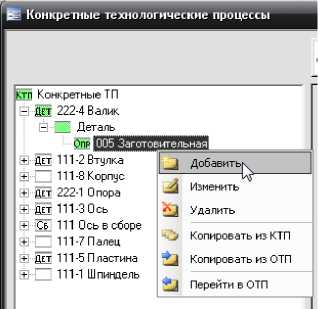 Конкретные технологические процессы
Ктп Конкретные ТП
Дет 222-4 Валик
Деталь
Опр 005 Заготовительная
Дет 111-2 Втулка
111-8 Корпус
Дет 222-1 Опора
Дет 111-3 Ось
Сб 111 Ось в сборе
111-7 Палец
Дет 111-5 Пластина
111-1 Шпиндель
Добавить
Изменить
Удалить
Копировать из КТП
Копировать из ОТП
Перейти в ОТП